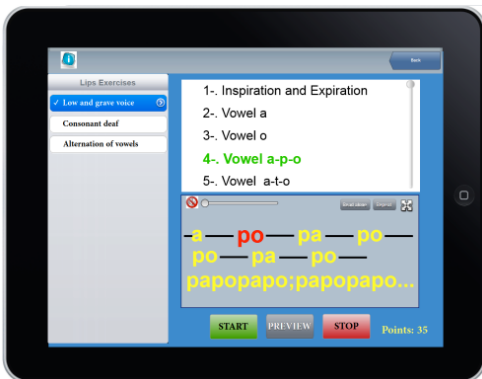 Back
Lips Exercises
✓ Low and grave voice
Consonant deaf
Alternation of vowels
1-. Inspiration and Expiration
2-. Vowel a
3-. Vowel o
4-. Vowel a-p-o
5-. Vowel a-t-o
a — po — pa — po —
po — pa — po —
papopapo;papopapo...
START PREVIEW STOP Points: 35